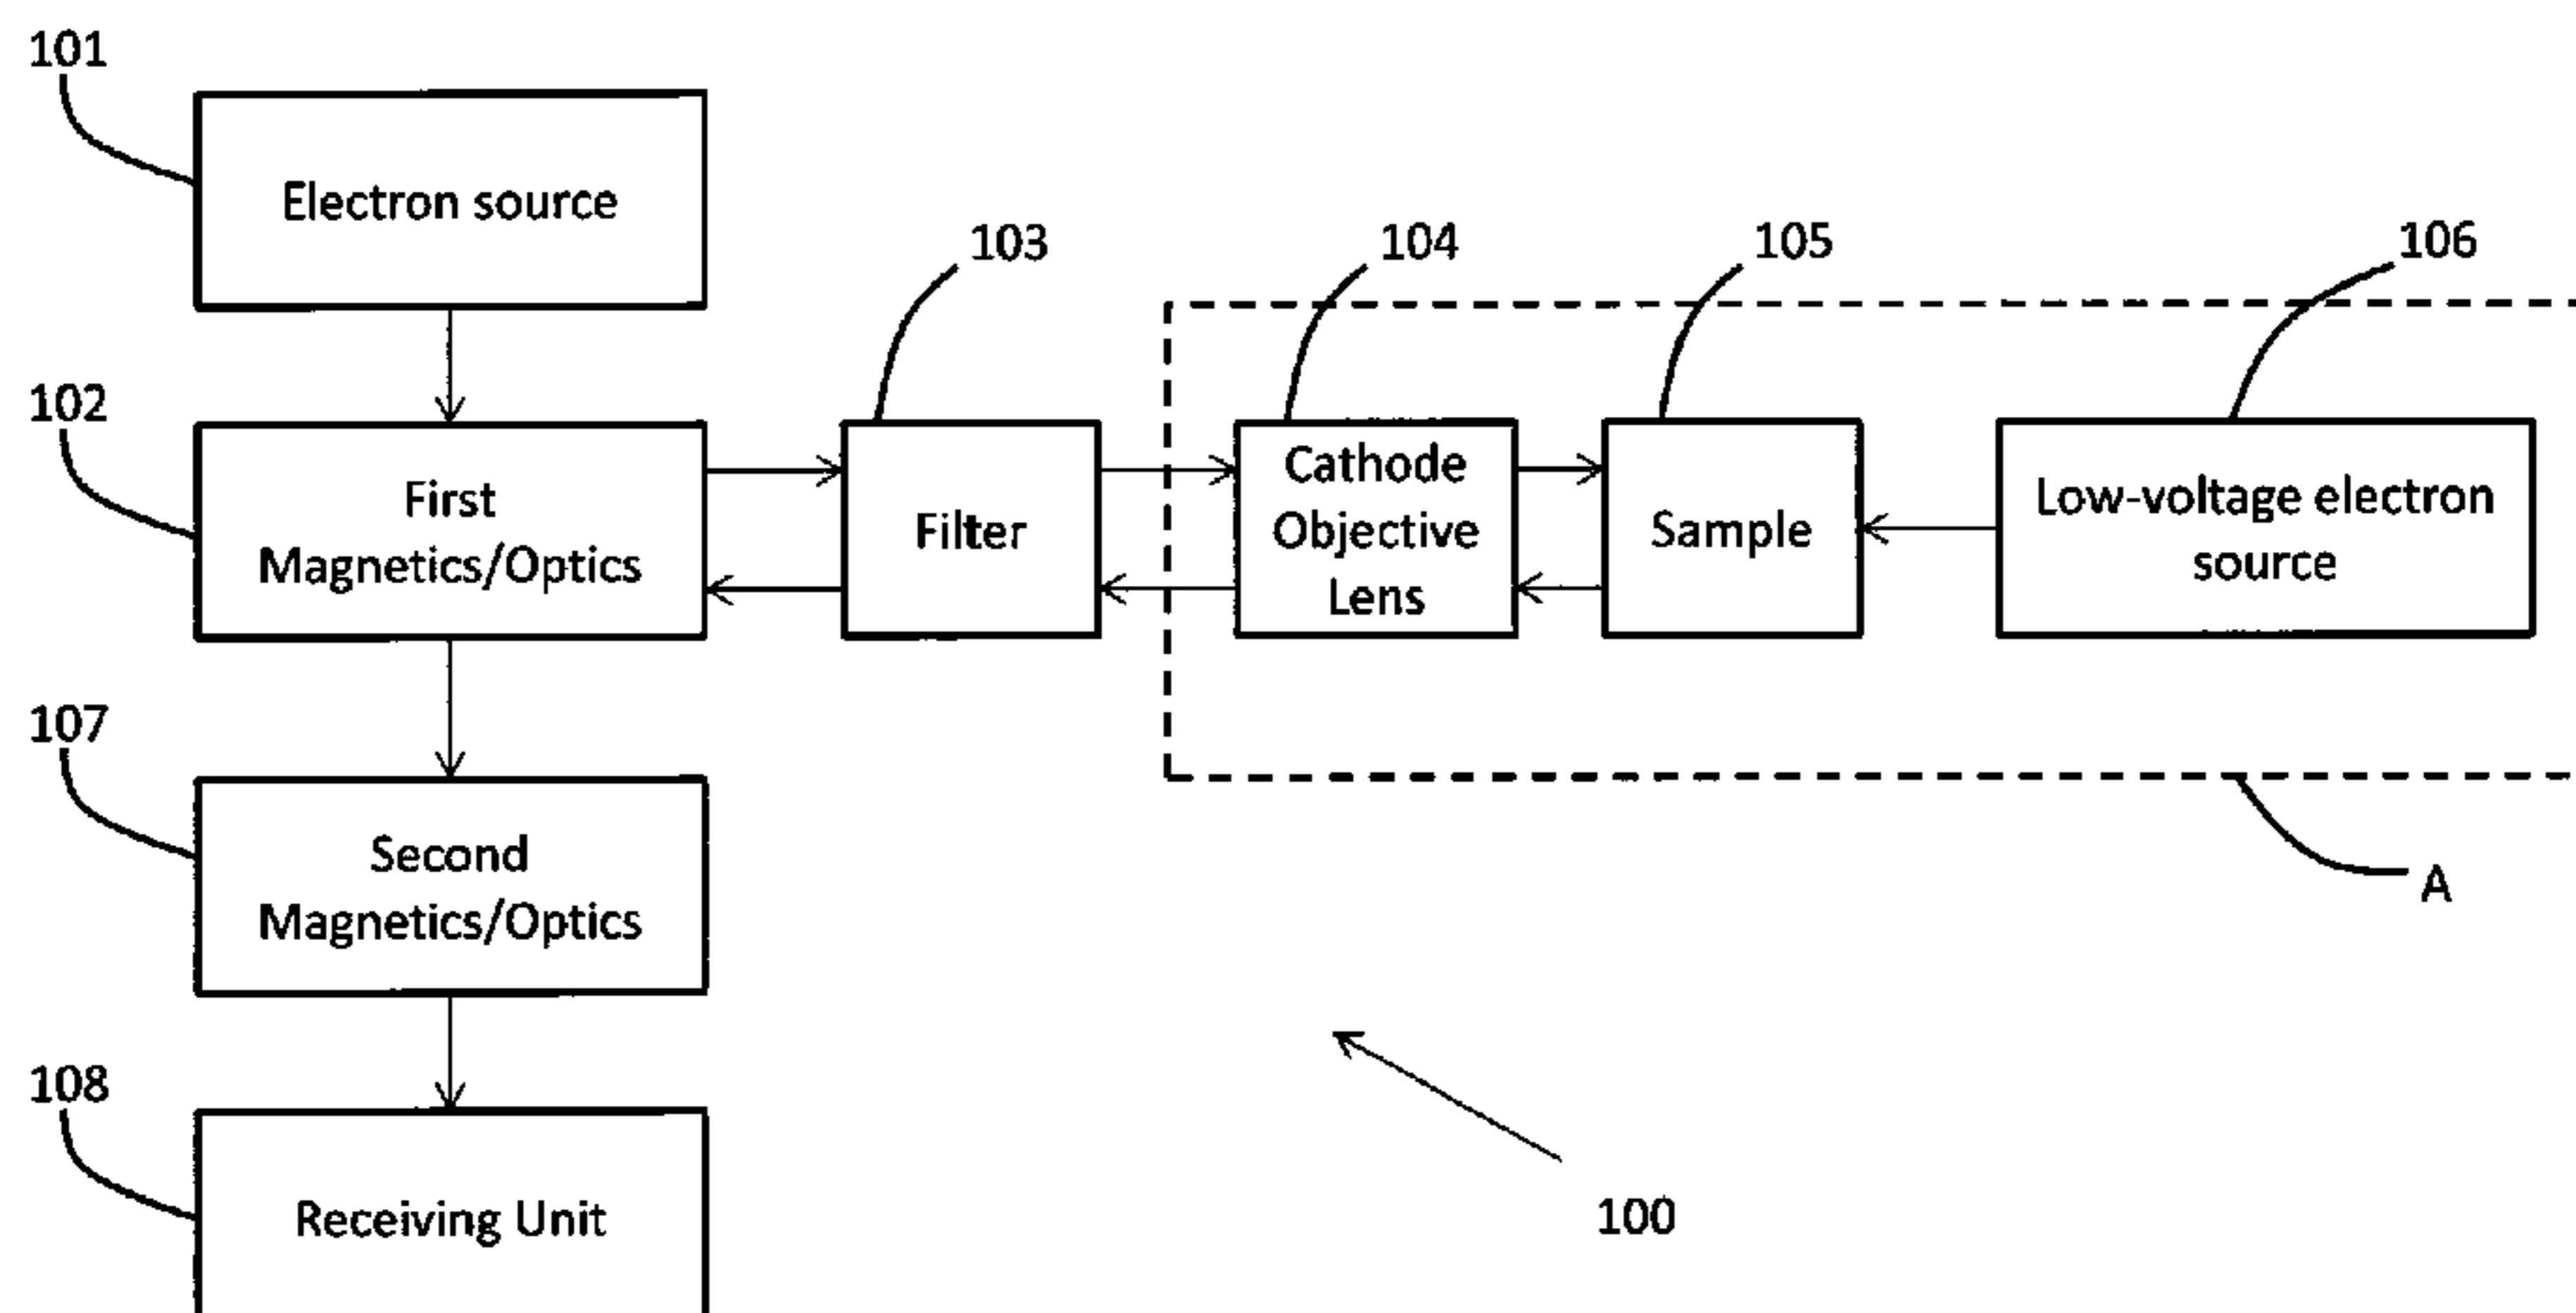 101
Electron source
103
104
105
106
102
First
Magnetics/Optics
Filter
Cathode
Objective
Lens
Sample
Low-voltage electron
source
107
Second
Magnetics/Optics
A
108
Receiving Unit
100